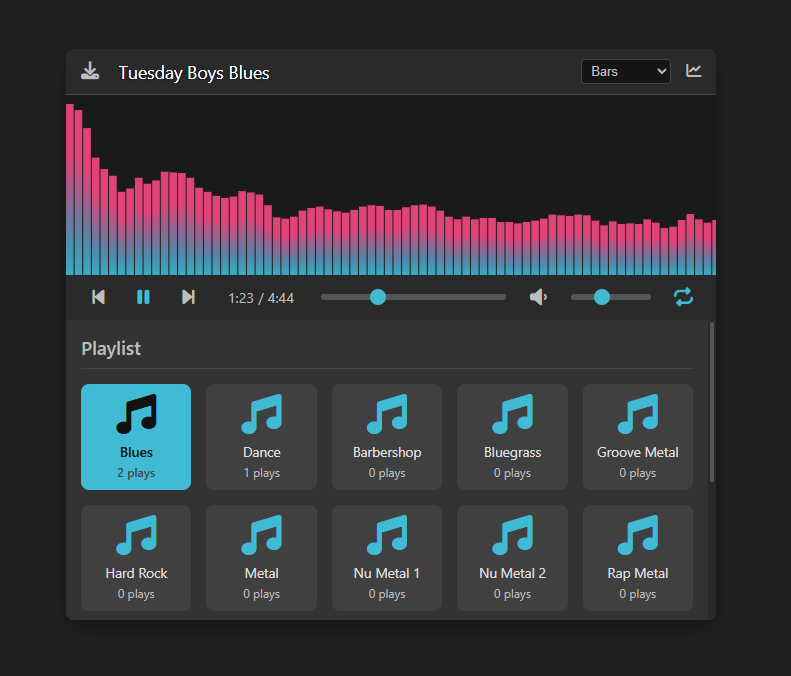 Tuesday Boys Blues
Bars
1:23 / 4:44
Playlist
Blues
2 plays
Dance
1 plays
Barbershop
0 plays
Bluegrass
0 plays
Groove Metal
0 plays
Hard Rock
0 plays
Metal
0 plays
Nu Metal 1
0 plays
Nu Metal 2
0 plays
Rap Metal
0 plays